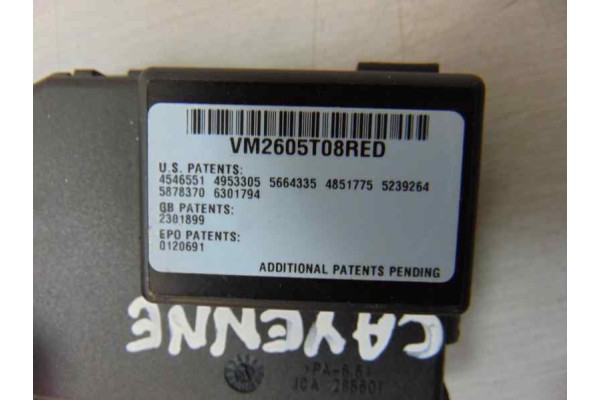 VM2605T08RED
U.S. PATENTS:
4546551 4953305 5664335 4851775 5239264
5878370 6301794
GB PATENTS:
2301899
EPO PATENTS:
0120691
ADDITIONAL PATENTS PENDING
CAYENNE